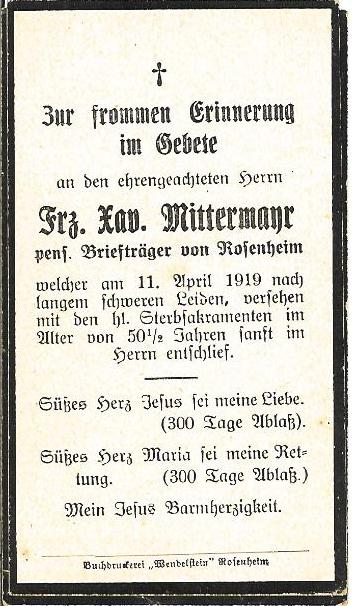 †
Zur frommen Erinnerung
im Gebete
an den ehrengeachteten Herrn
Frz. Xav. Mittermayr
pens. Briefträger von Rosenheim
welcher am 11. April 1919 nach
langem schweren Leiden, versehen
mit den hl. Sterbsakramenten im
Alter von 50½ Jahren sanft im
Herrn entschlief.
Süßes Herz Jesus sei meine Liebe.
(300 Tage Ablaß).
Süßes Herz Maria sei meine Ret-
tung. (300 Tage Ablaß.)
Mein Jesus Barmherzigkeit.
Buchdruckerei „Wendelstein" Rosenheim